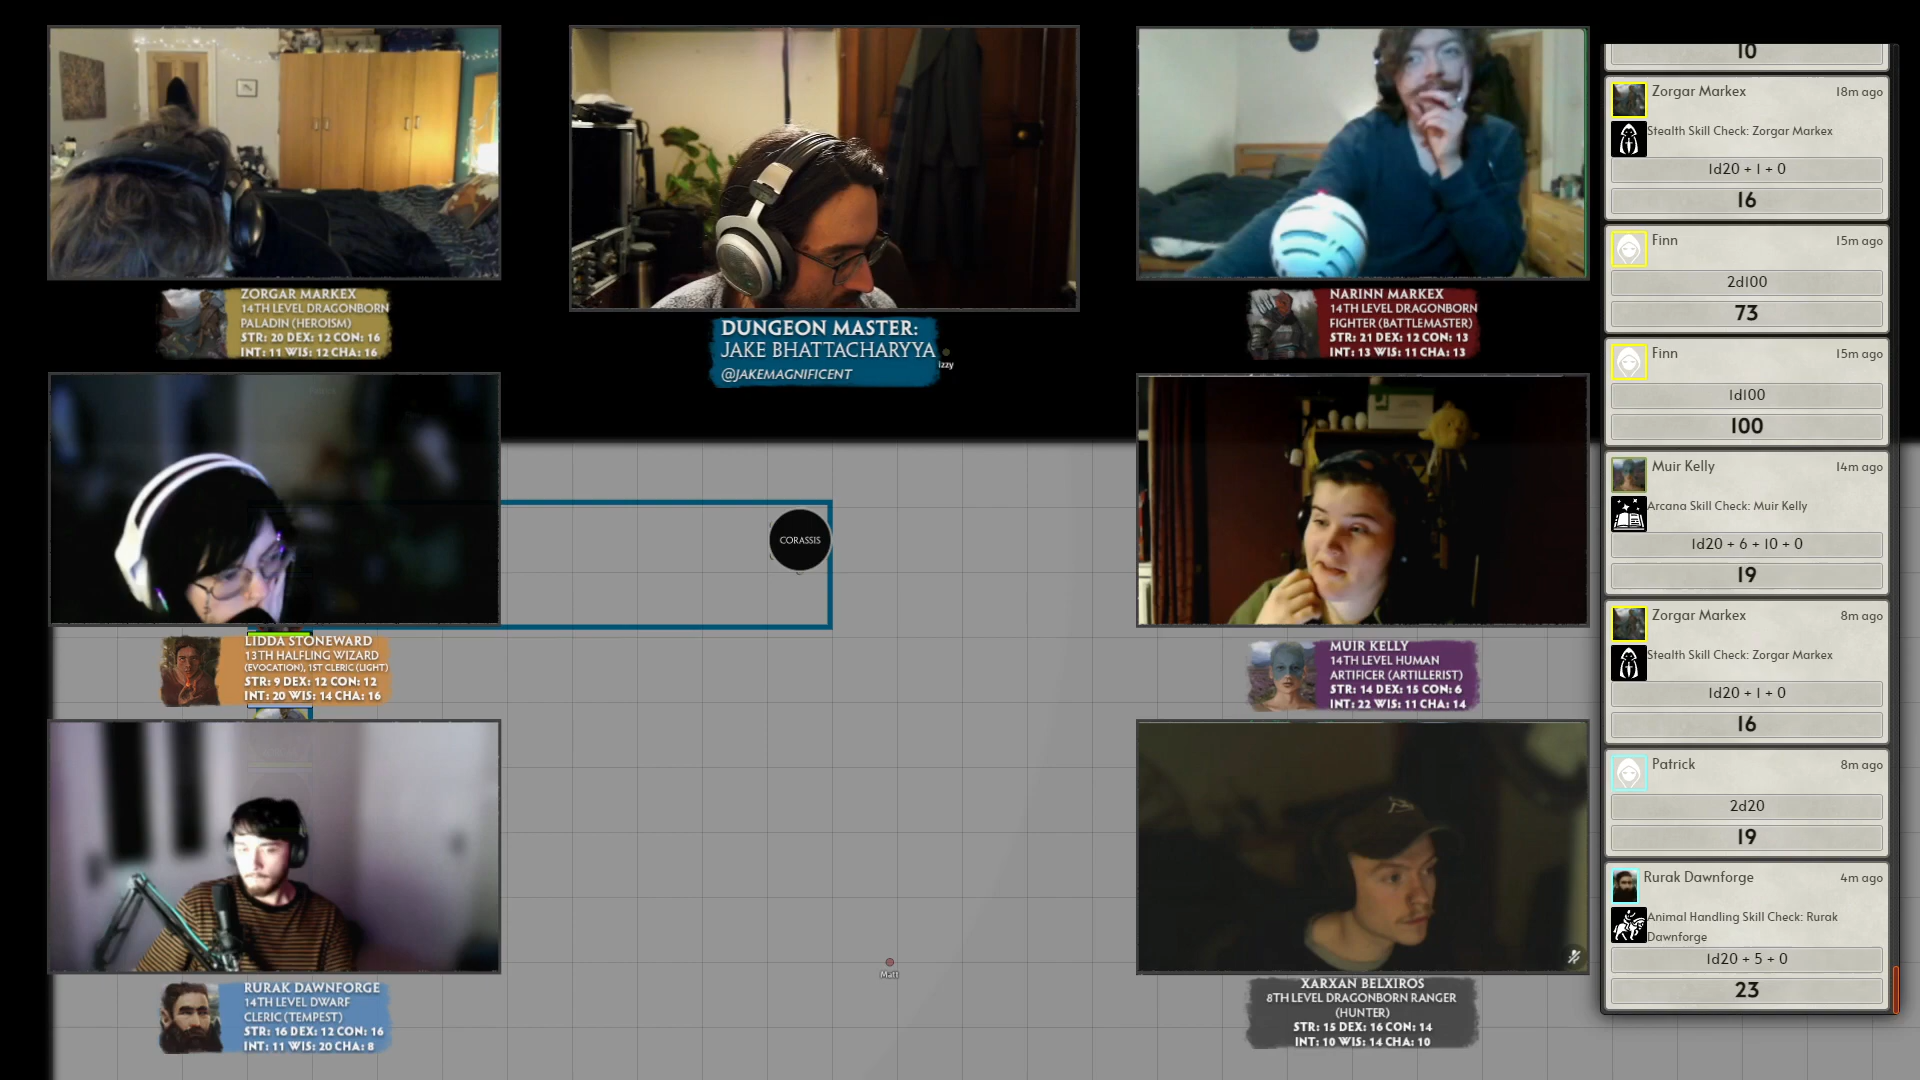 ZORGAR MARKEX
14TH LEVEL DRAGONBORN
PALADIN (HEROISM)
STR: 20 DEX: 12 CON: 16
INT: 11 WIS: 12 CHA: 16
DUNGEON MASTER:
JAKE BHATTACHARYYA
@JAKEMAGNIFICENT
izzy
NARINN MARKEX
14TH LEVEL DRAGONBORN
FIGHTER (BATTLEMASTER)
STR: 21 DEX: 12 CON: 13
INT: 13 WIS: 11 CHA: 13
CORASSIS
LIDDA STONEWARD
13TH HALFLING WIZARD
(EVOCATION), 1ST CLERIC (LIGHT)
STR: 9 DEX: 12 CON: 12
INT: 20 WIS: 14 CHA: 16
MUIR KELLY
14TH LEVEL HUMAN
ARTIFICER (ARTILLERIST)
STR: 14 DEX: 15 CON: 6
INT: 22 WIS: 11 CHA: 14
Matt
RURAK DAWNFORGE
14TH LEVEL DWARF
CLERIC (TEMPEST)
STR: 16 DEX: 12 CON: 16
INT: 11 WIS: 20 CHA: 8
XARXAN BELXIROS
8TH LEVEL DRAGONBORN RANGER
(HUNTER)
STR: 15 DEX: 16 CON: 14
INT: 10 WIS: 14 CHA: 10
10
Zorgar Markex 18m ago
Stealth Skill Check: Zorgar Markex
1d20 + 1 + 0
16
Finn 15m ago
2d100
73
Finn 15m ago
1d100
100
Muir Kelly 14m ago
Arcana Skill Check: Muir Kelly
1d20 + 6 + 10 + 0
19
Zorgar Markex 8m ago
Stealth Skill Check: Zorgar Markex
1d20 + 1 + 0
16
Patrick 8m ago
2d20
19
Rurak Dawnforge 4m ago
Animal Handling Skill Check: Rurak
Dawnforge
1d20 + 5 + 0
23